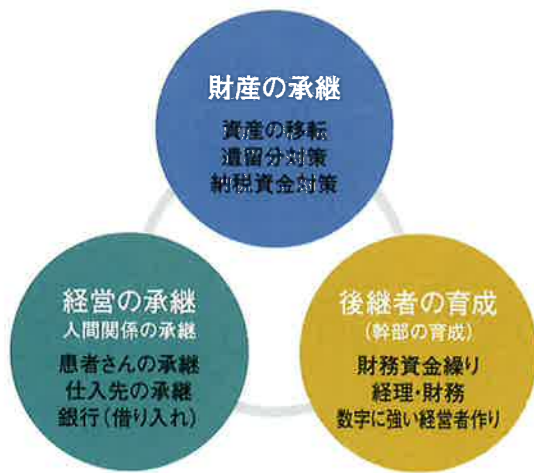 財産の承継
資産の移転
遺留分対策
納税資金対策
経営の承継
人間関係の承継
患者さんの承継
仕入先の承継
銀行(借り入れ)
後継者の育成
(幹部の育成)
財務資金繰り
経理・財務
数字に強い経営者作り